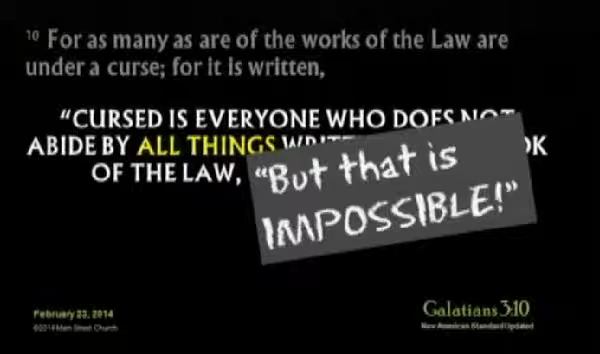 10 For as many as are of the works of the Law are
under a curse; for it is written,
"CURSED IS EVERYONE WHO DOES NOT
ABIDE BY ALL THINGS
OF THE LAW,
"But that is
IMPOSSIBLE!"
February 23, 2014
©2014 Main Street Church
Galatians 3:10
New American Standard Updated